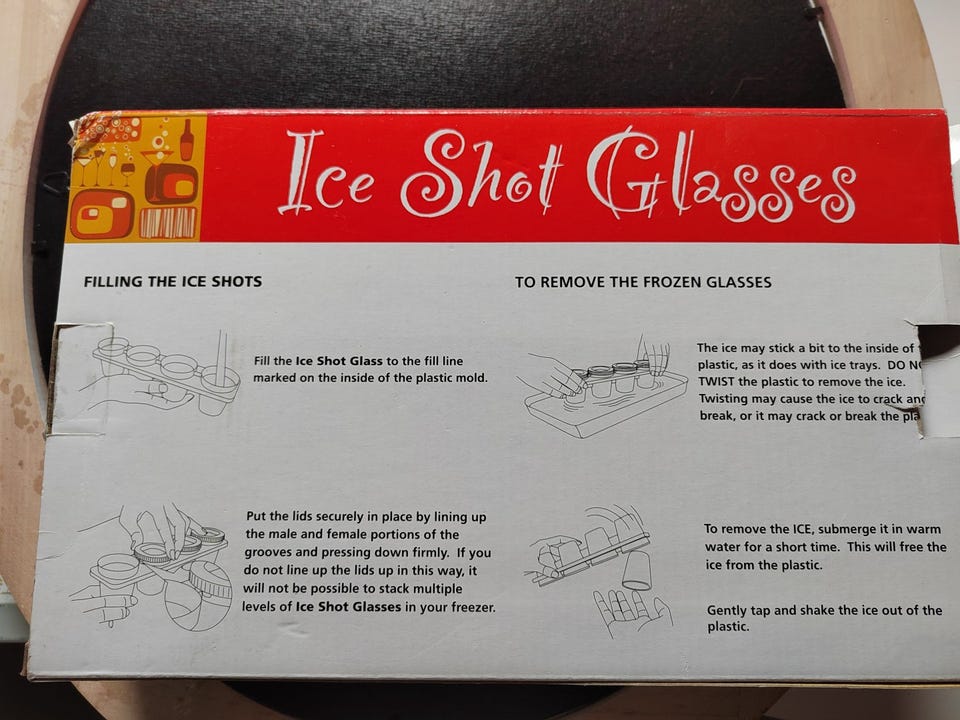 Ice Shot Glasses
FILLING THE ICE SHOTS
Fill the Ice Shot Glass to the fill line
marked on the inside of the plastic mold.
Put the lids securely in place by lining up
the male and female portions of the
grooves and pressing down firmly. If you
do not line up the lids up in this way, it
will not be possible to stack multiple
levels of Ice Shot Glasses in your freezer.
TO REMOVE THE FROZEN GLASSES
The ice may stick a bit to the inside of
plastic, as it does with ice trays. DO
TWIST the plastic to remove the ice.
Twisting may cause the ice to crack and
break, or it may crack or break the
To remove the ICE, submerge it in warm
water for a short time. This will free the
ice from the plastic.
Gently tap and shake the ice out of the
plastic.